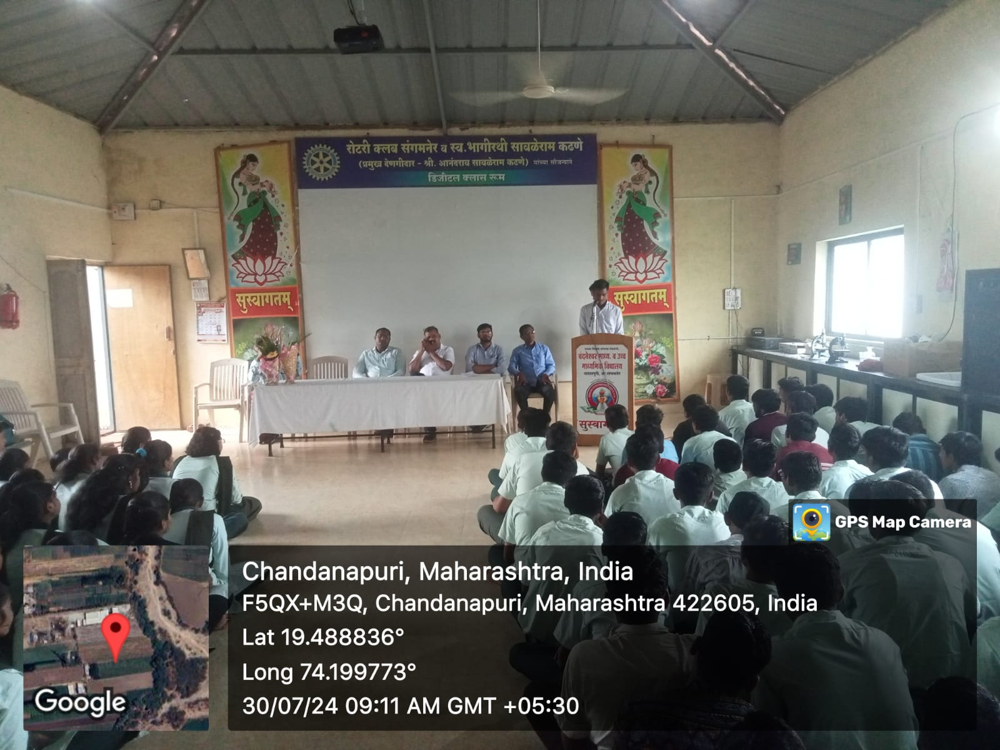 रोटरी क्लब संगमनेर व स्व.भागीरथी सावळेराम कढणे
(प्रमुख देणगीदार - श्री. आनंदराव सावळेराम कढणे) यांच्या सौजन्याने
डिजीटल क्लास रूम
सुस्वागतम्
सुस्वागतम्
चंदनेश्वर माध्य. व उच्च
माध्यमिक विद्यालय
चंदनापुरी, ता. संगमनेर
GPS Map Camera
Chandanapuri, Maharashtra, India
F5QX+M3Q, Chandanapuri, Maharashtra 422605, India
Lat 19.488836°
Long 74.199773°
30/07/24 09:11 AM GMT +05:30
Google